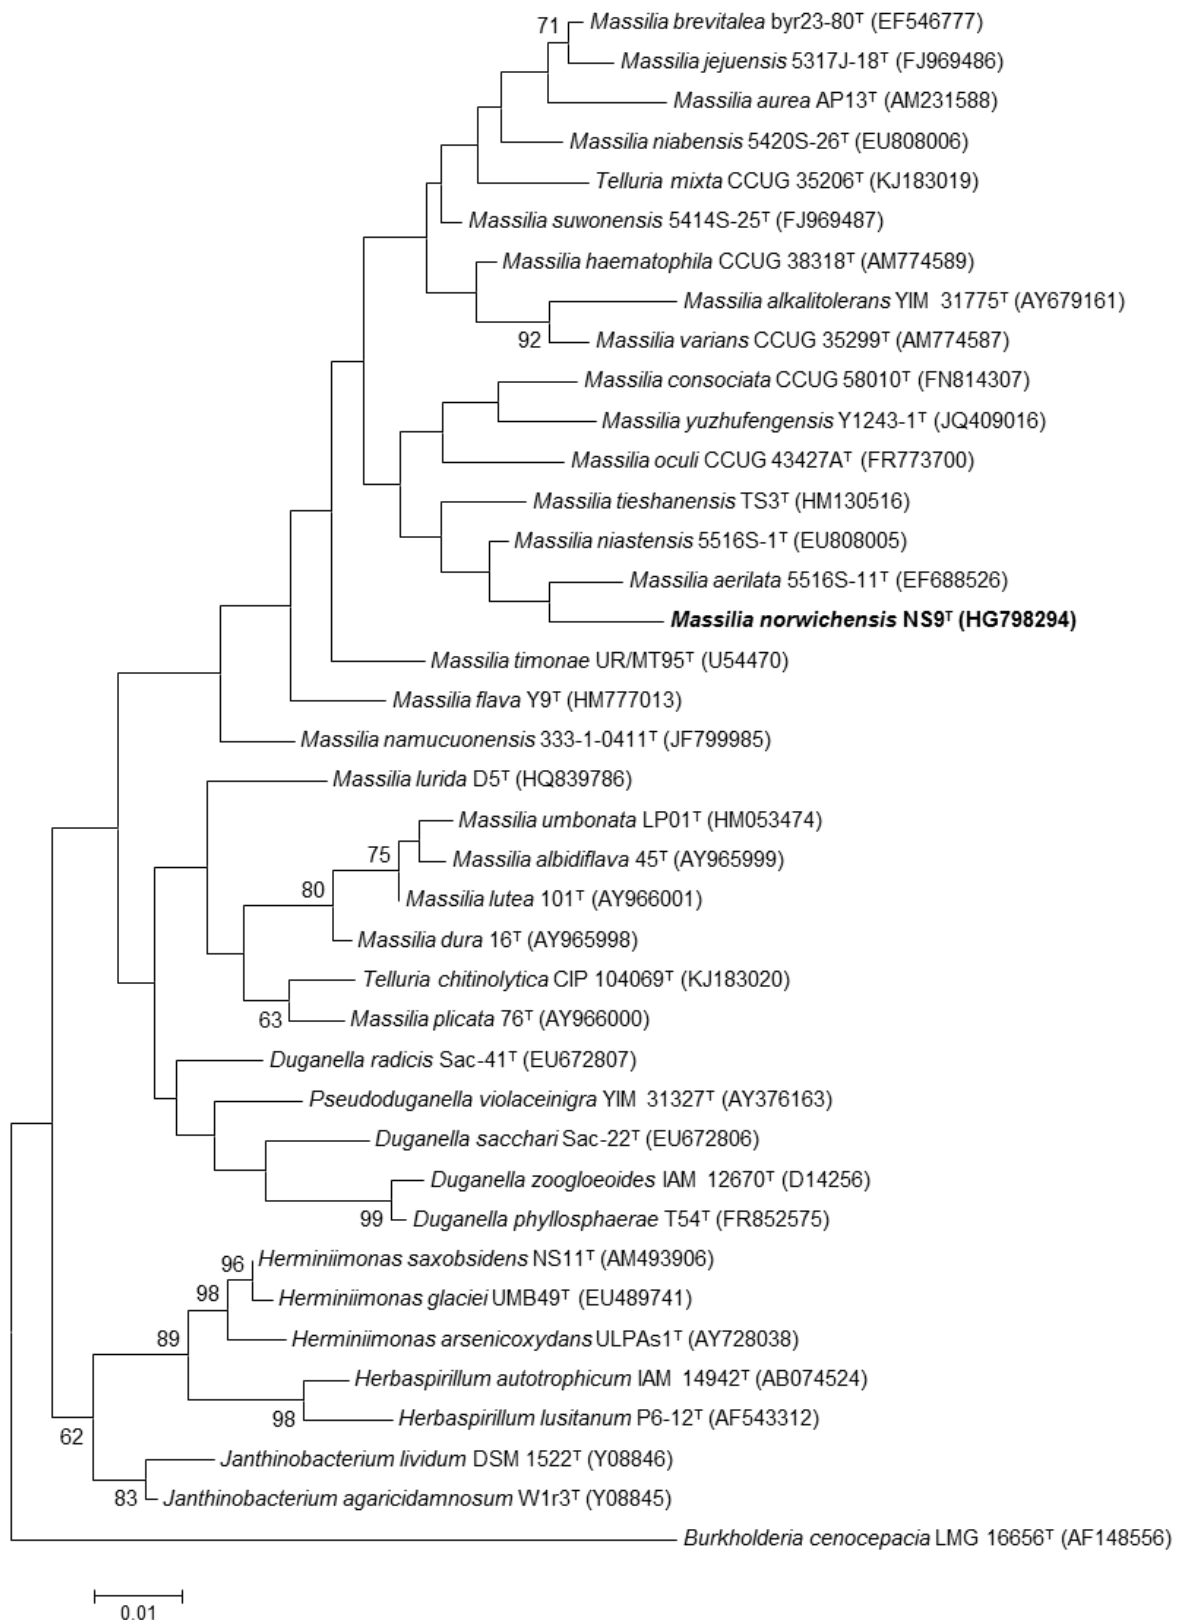 71
Massilia brevitalea byr23-80ᵀ (EF546777)
Massilia jejuensis 5317J-18ᵀ (FJ969486)
Massilia aurea AP13ᵀ (AM231588)
Massilia niabensis 5420S-26ᵀ (EU808006)
Telluria mixta CCUG 35206ᵀ (KJ183019)
Massilia suwonensis 5414S-25ᵀ (FJ969487)
Massilia haematophila CCUG 38318ᵀ (AM774589)
Massilia alkalitolerans YIM 31775ᵀ (AY679161)
92
Massilia varians CCUG 35299ᵀ (AM774587)
Massilia consociata CCUG 58010ᵀ (FN814307)
Massilia yuzhufengensis Y1243-1ᵀ (JQ409016)
Massilia oculi CCUG 43427Aᵀ (FR773700)
Massilia tieshanensis TS3ᵀ (HM130516)
Massilia niastensis 5516S-1ᵀ (EU808005)
Massilia aerilata 5516S-11ᵀ (EF688526)
Massilia norwichensis NS9ᵀ (HG798294)
Massilia timonae UR/MT95ᵀ (U54470)
Massilia flava Y9ᵀ (HM777013)
Massilia namucuonensis 333-1-0411ᵀ (JF799985)
Massilia lurida D5ᵀ (HQ839786)
Massilia umbonata LP01ᵀ (HM053474)
75
Massilia albidiflava 45ᵀ (AY965999)
80
Massilia lutea 101ᵀ (AY966001)
Massilia dura 16ᵀ (AY965998)
Telluria chitinolytica CIP 104069ᵀ (KJ183020)
63
Massilia plicata 76ᵀ (AY966000)
Duganella radicis Sac-41ᵀ (EU672807)
Pseudoduganella violaceinigra YIM 31327ᵀ (AY376163)
Duganella sacchari Sac-22ᵀ (EU672806)
Duganella zoogloeoides IAM 12670ᵀ (D14256)
99
Duganella phyllosphaerae T54ᵀ (FR852575)
96
Herminiimonas saxobsidens NS11ᵀ (AM493906)
98
Herminiimonas glaciei UMB49ᵀ (EU489741)
89
Herminiimonas arsenicoxydans ULPAs1ᵀ (AY728038)
Herbaspirillum autotrophicum IAM 14942ᵀ (AB074524)
98
Herbaspirillum lusitanum P6-12ᵀ (AF543312)
62
Janthinobacterium lividum DSM 1522ᵀ (Y08846)
83
Janthinobacterium agaricidamnosum W1r3ᵀ (Y08845)
Burkholderia cenocepacia LMG 16656ᵀ (AF148556)
0.01